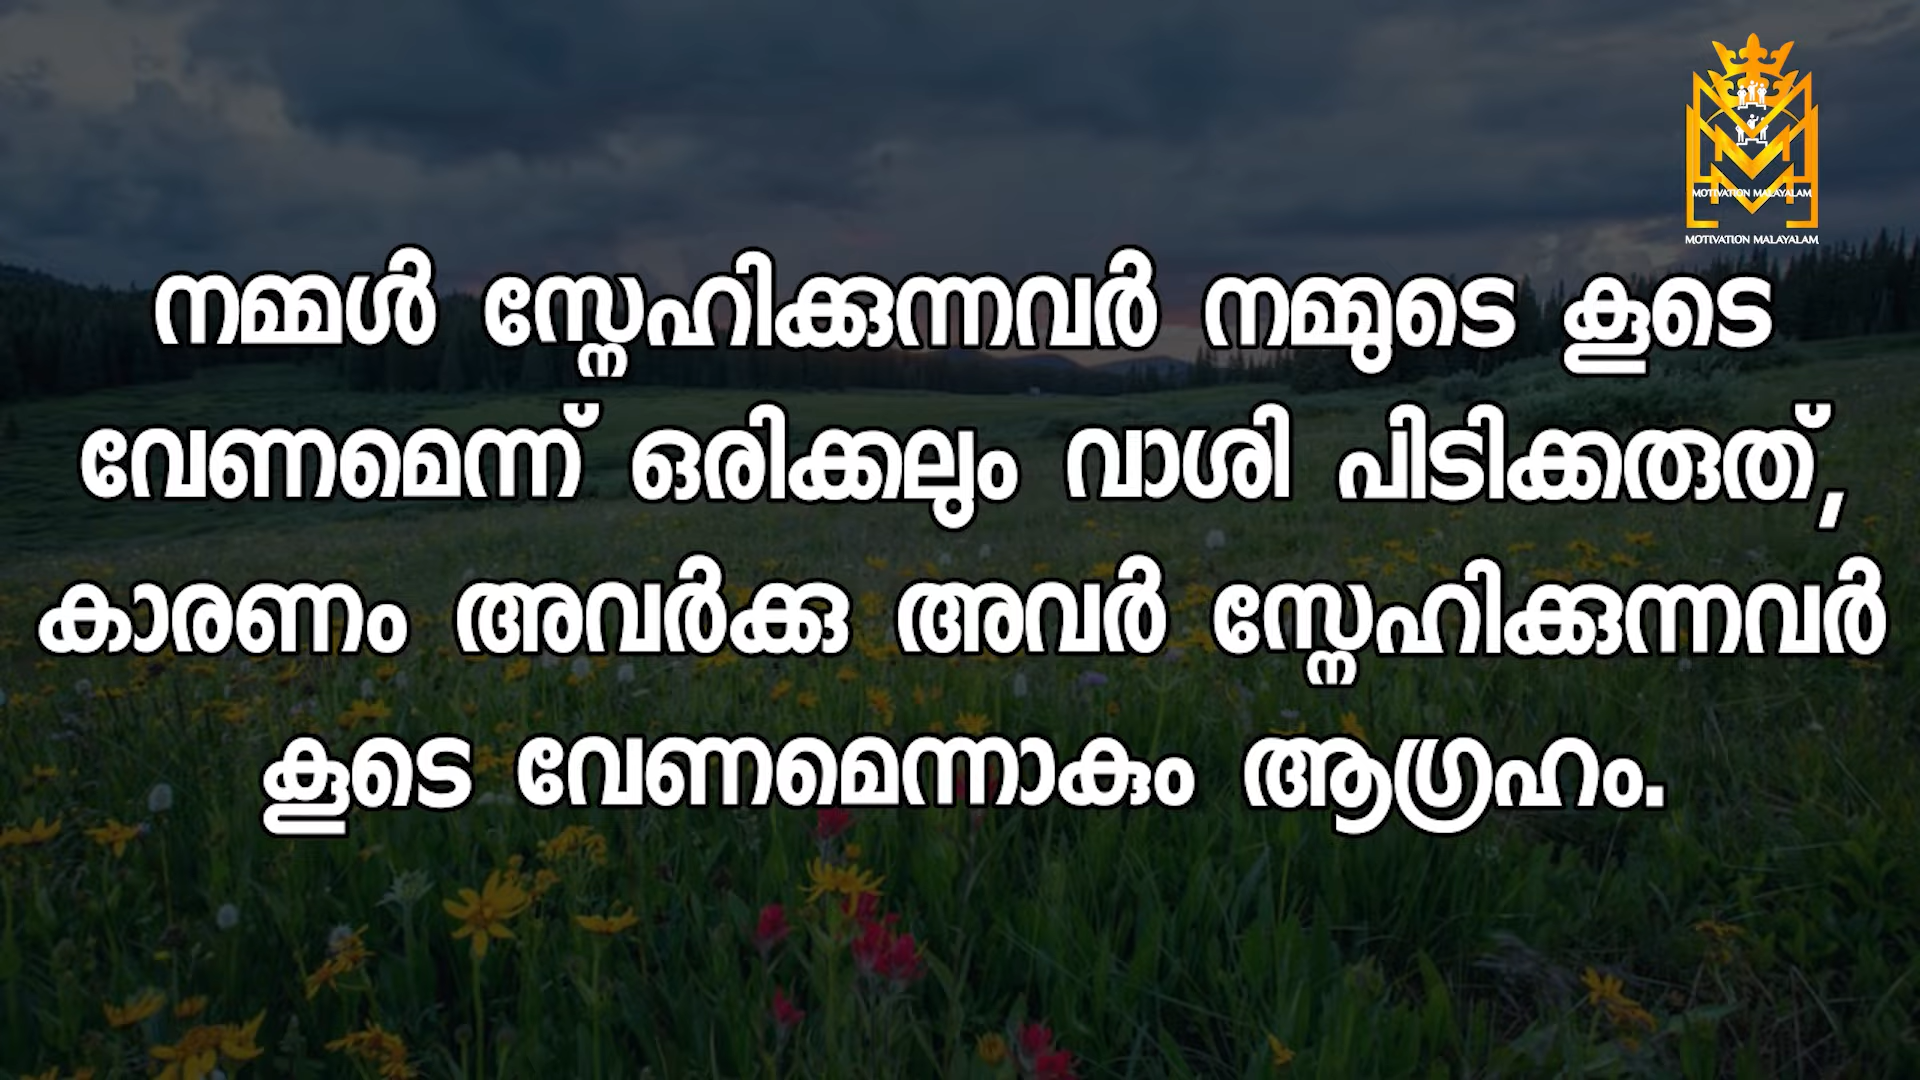 MOTIVATION MALAYALAM
MOTIVATION MALAYALAM
നമ്മൾ സ്നേഹിക്കുന്നവർ നമ്മുടെ കൂടെ
വേണമെന്ന് ഒരിക്കലും വാശി പിടിക്കരുത്,
കാരണം അവർക്കു അവർ സ്നേഹിക്കുന്നവർ
കൂടെ വേണമെന്നാകും ആഗ്രഹം.